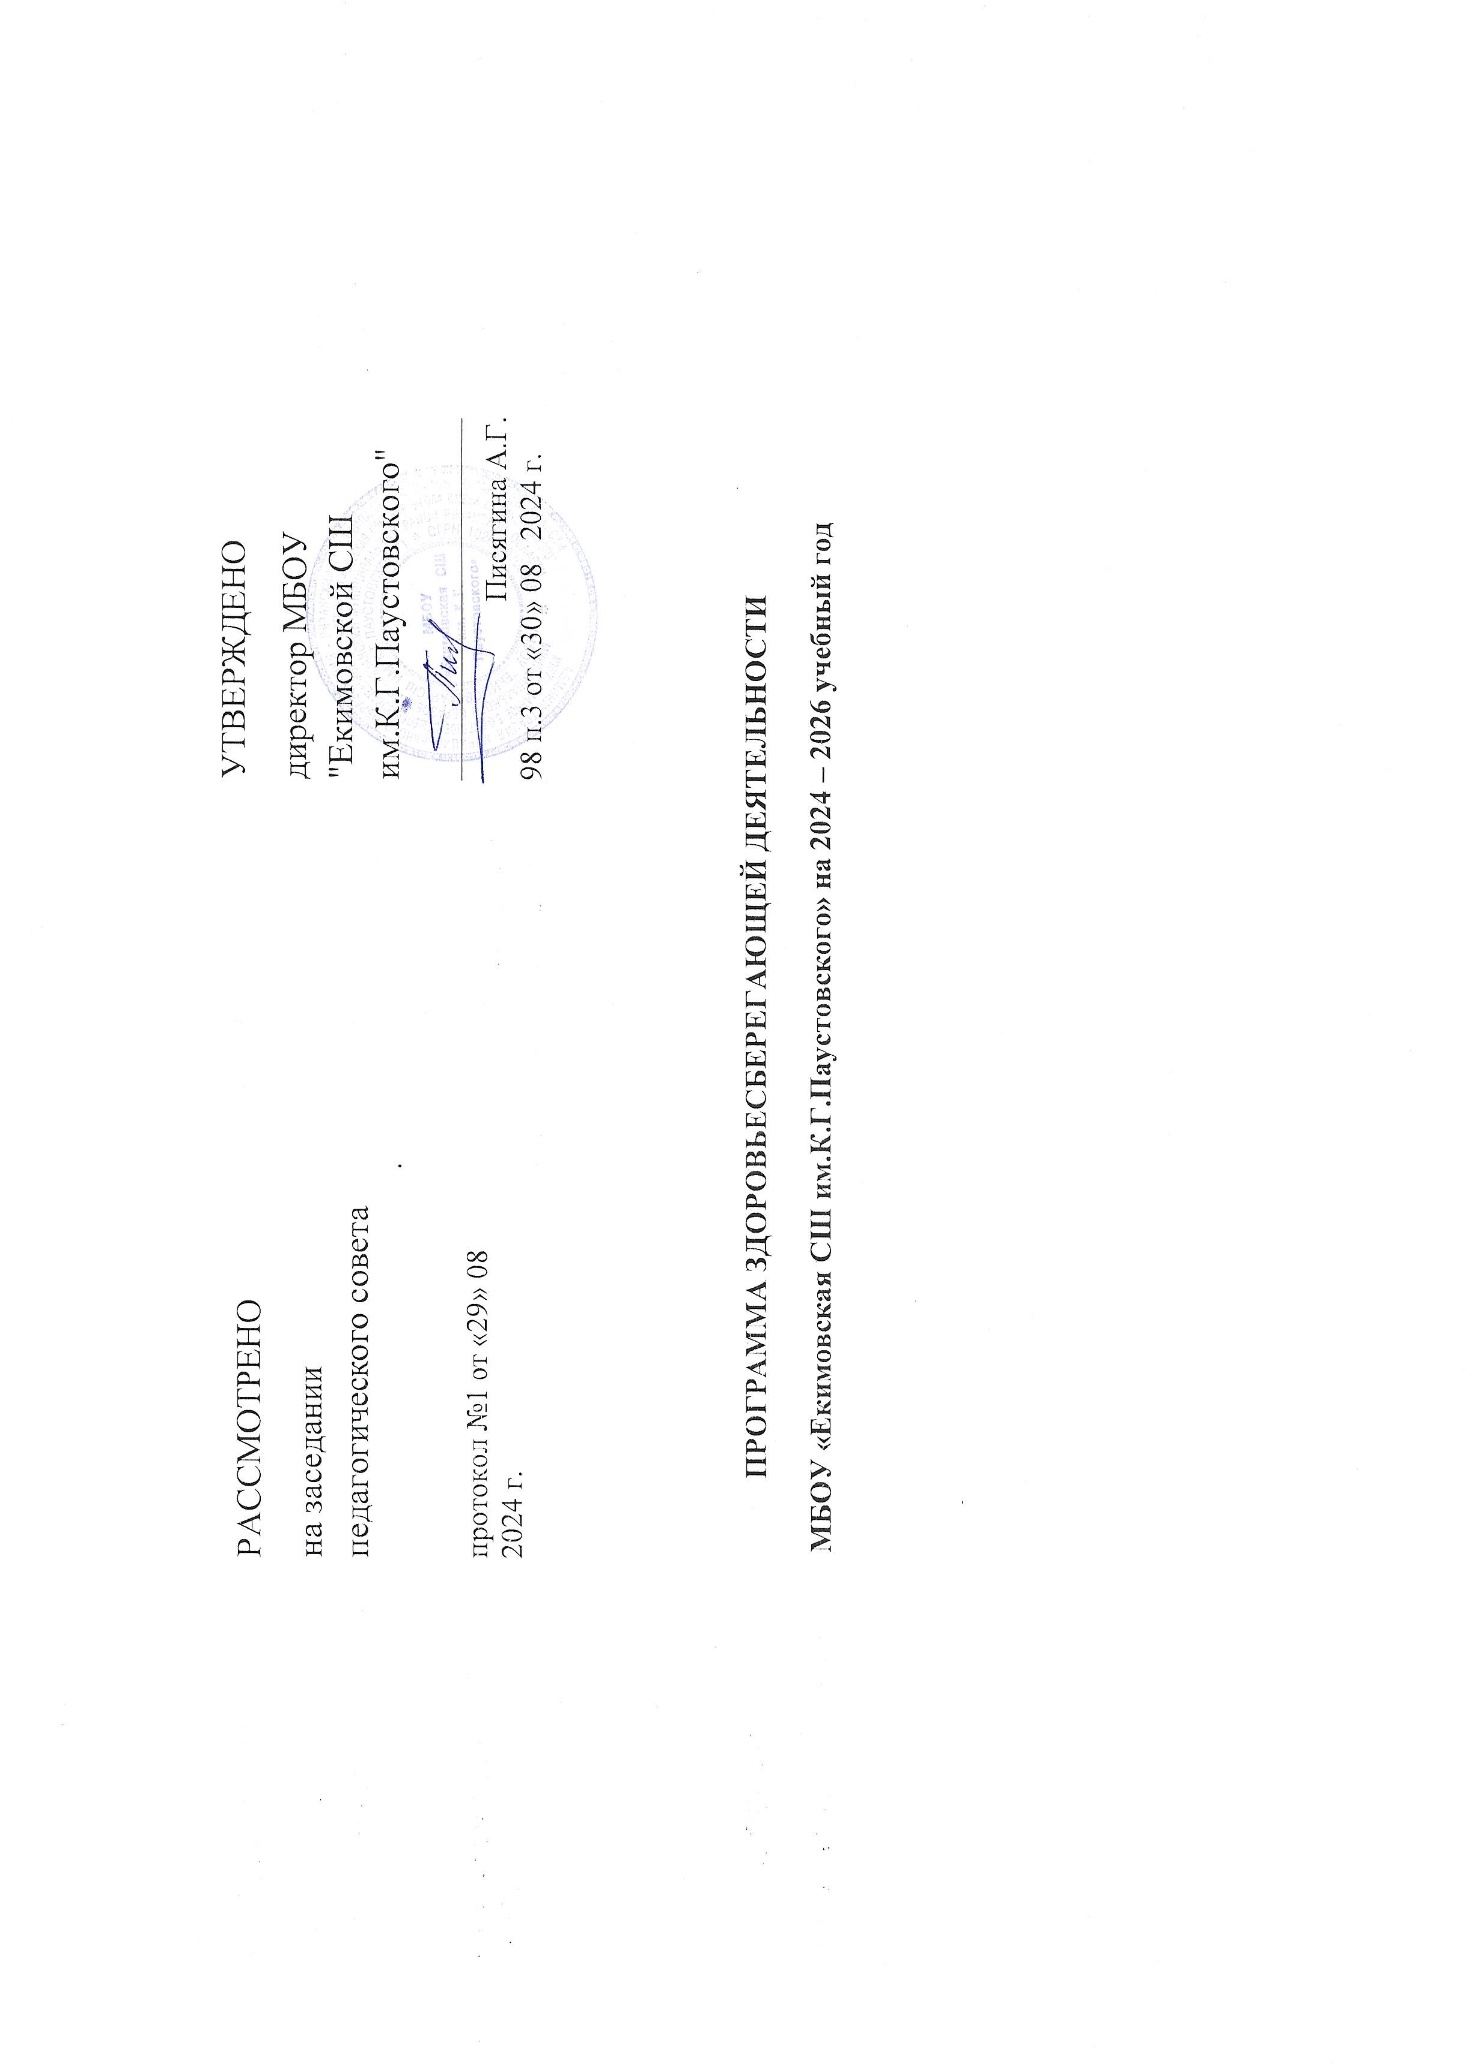 РАССМОТРЕНО
на заседании
педагогического совета
протокол №1 от «29» 08
2024 г.
УТВЕРЖДЕНО
директор МБОУ
"Екимовской СШ
им.К.Г.Паустовского"
Писягина А.Г.
98 п.3 от «30» 08 2024 г.
МБОУ
ПРОГРАММА ЗДОРОВЬЕСБЕРЕГАЮЩЕЙ ДЕЯТЕЛЬНОСТИ
МБОУ «Екимовская СШ им.К.Г.Паустовского» на 2024 – 2026 учебный год